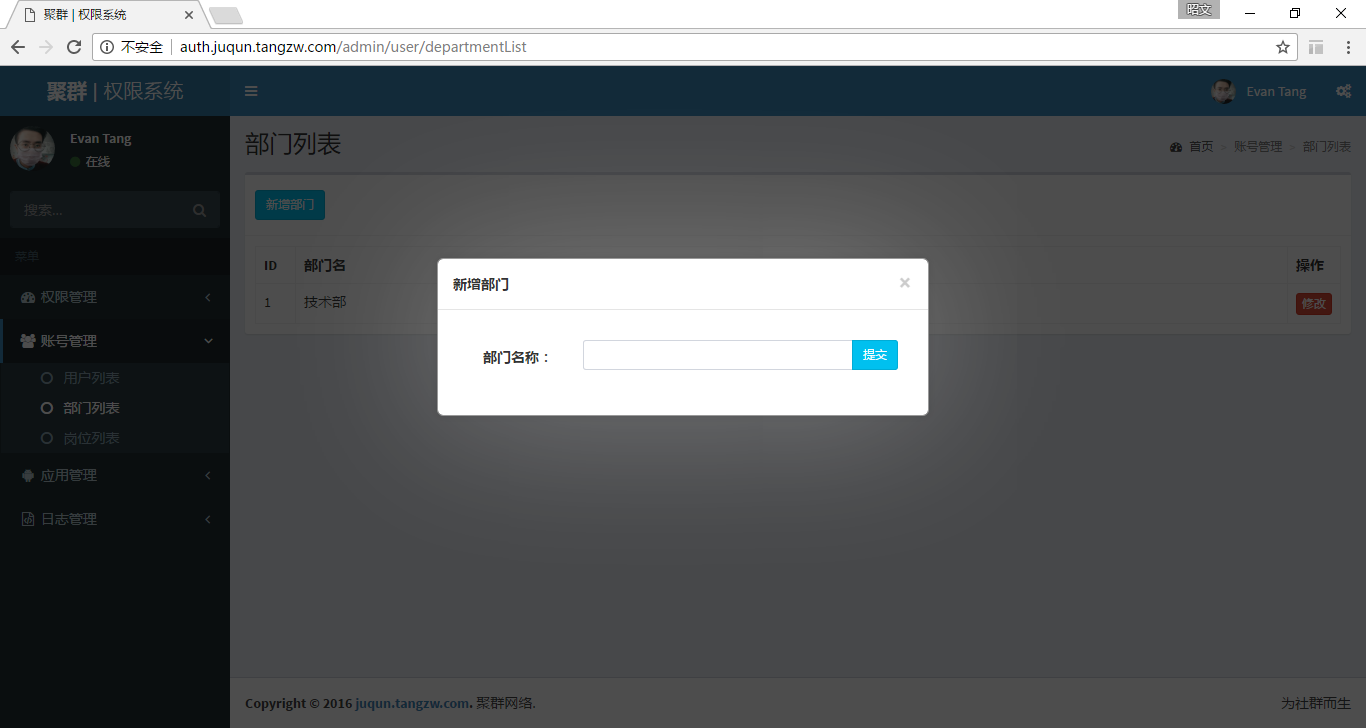 聚群 | 权限系统
昭文
不安全 auth.juqun.tangzw.com/admin/user/departmentList
聚群 | 权限系统
Evan Tang
Evan Tang
在线
搜索...
菜单
权限管理
账号管理
用户列表
部门列表
岗位列表
应用管理
日志管理
部门列表
首页 > 账号管理 > 部门列表
新增部门
ID 部门名 操作
1 技术部 修改
新增部门 ×
部门名称： 提交
Copyright © 2016 juqun.tangzw.com. 聚群网络.
为社群而生